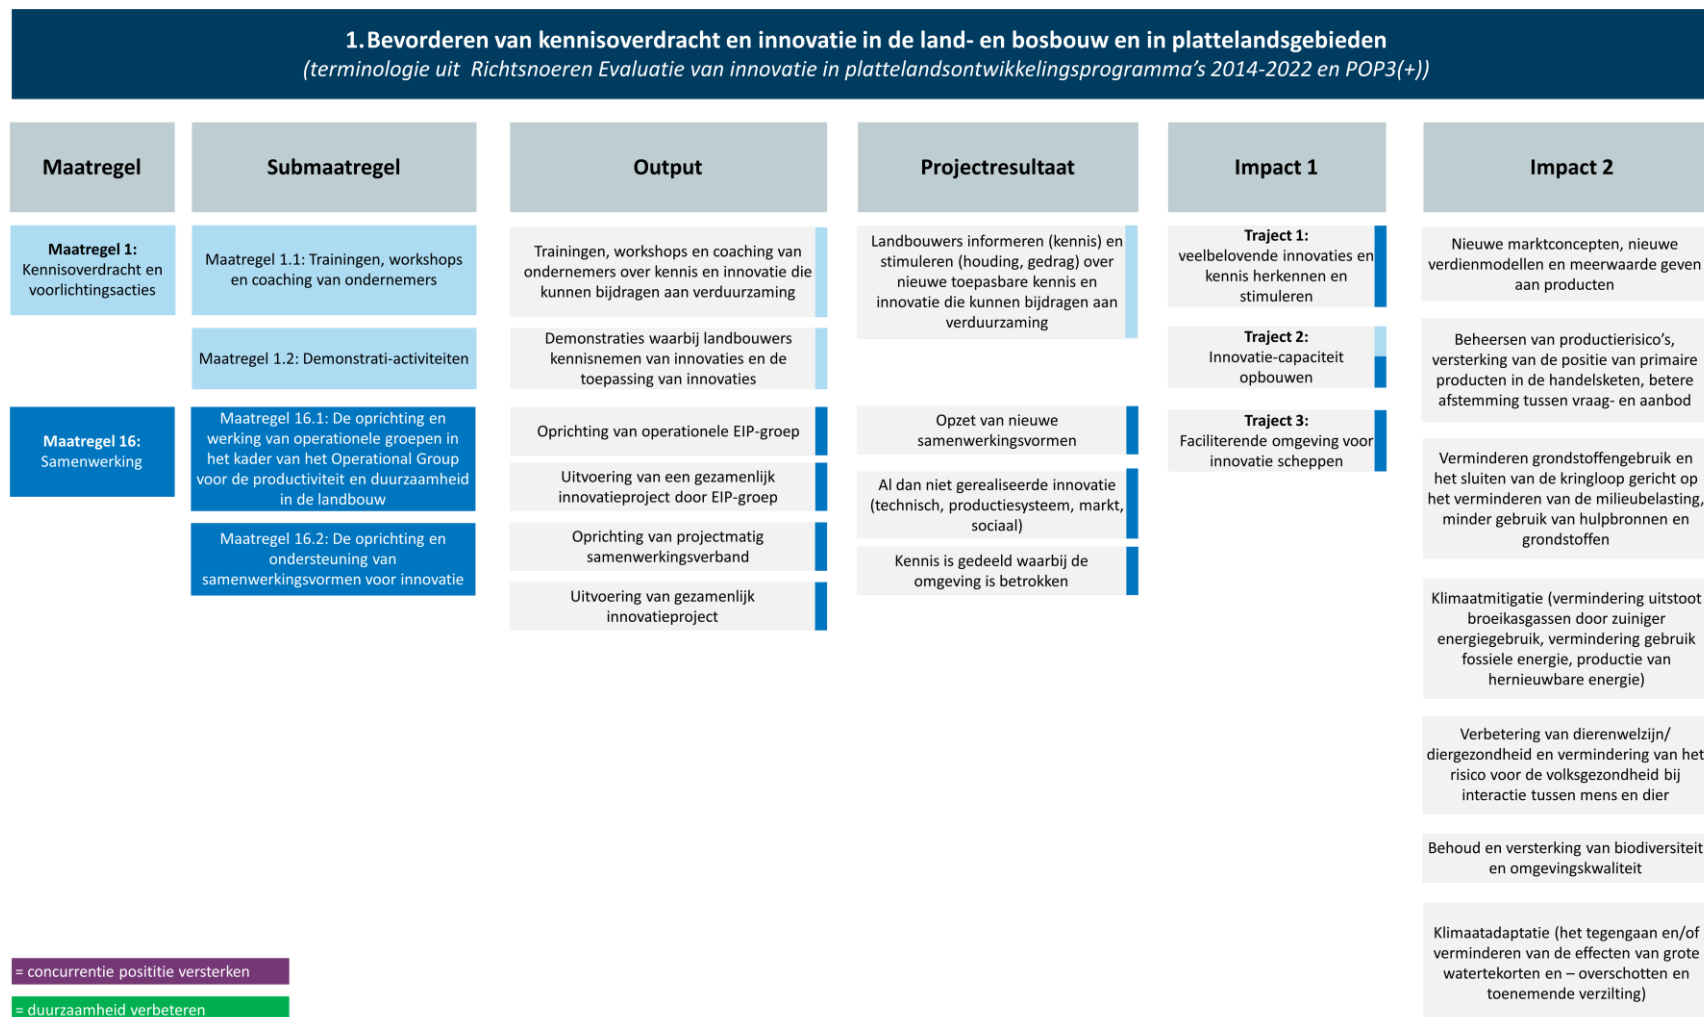 1. Bevorderen van kennisoverdracht en innovatie in de land- en bosbouw en in plattelandsgebieden
(terminologie uit Richtsnoeren Evaluatie van innovatie in plattelandsontwikkelingsprogramma's 2014-2022 en POP3(+))
Maatregel
Submaatregel
Output
Projectresultaat
Impact 1
Impact 2
Maatregel 1:
Kennisoverdracht en
voorlichtingsacties
Maatregel 16:
Samenwerking
Maatregel 1.1: Trainingen, workshops
en coaching van ondernemers
Maatregel 1.2: Demonstrati-activiteiten
Maatregel 16.1: De oprichting en
werking van operationele groepen in
het kader van het Operational Group
voor de productiviteit en duurzaamheid
in de landbouw
Maatregel 16.2: De oprichting en
ondersteuning van
samenwerkingsvormen voor innovatie
Trainingen, workshops en coaching van
ondernemers over kennis en innovatie die
kunnen bijdragen aan verduurzaming
Demonstraties waarbij landbouwers
kennisnemen van innovaties en de
toepassing van innovaties
Oprichting van operationele EIP-groep
Uitvoering van een gezamenlijk
innovatieproject door EIP-groep
Oprichting van projectmatig
samenwerkingsverband
Uitvoering van gezamenlijk
innovatieproject
Landbouwers informeren (kennis) en
stimuleren (houding, gedrag) over
nieuwe toepasbare kennis en
innovatie die kunnen bijdragen aan
verduurzaming
Opzet van nieuwe
samenwerkingsvormen
Al dan niet gerealiseerde innovatie
(technisch, productiesysteem, markt,
sociaal)
Kennis is gedeeld waarbij de
omgeving is betrokken
Traject 1:
veelbelovende innovaties en
kennis herkennen en
stimuleren
Traject 2:
Innovatie-capaciteit
opbouwen
Traject 3:
Faciliterende omgeving voor
innovatie scheppen
Nieuwe marktconcepten, nieuwe
verdienmodellen en meerwaarde geven
aan producten
Beheersen van productierisico's,
versterking van de positie van primaire
producten in de handelsketen, betere
afstemming tussen vraag- en aanbod
Verminderen grondstoffengebruik en
het sluiten van de kringloop gericht op
het verminderen van de milieubelasting,
minder gebruik van hulpbronnen en
grondstoffen
Klimaatmitigatie (vermindering uitstoot
broeikasgassen door zuiniger
energiegebruik, vermindering gebruik
fossiele energie, productie van
hernieuwbare energie)
Verbetering van dierenwelzijn/
diergezondheid en vermindering van het
risico voor de volksgezondheid bij
interactie tussen mens en dier
Behoud en versterking van biodiversiteit
en omgevingskwaliteit
Klimaatadaptatie (het tegengaan en/of
verminderen van de effecten van grote
watertekorten en – overschotten en
toenemende verzilting)
= concurrentie posititie versterken
= duurzaamheid verbeteren